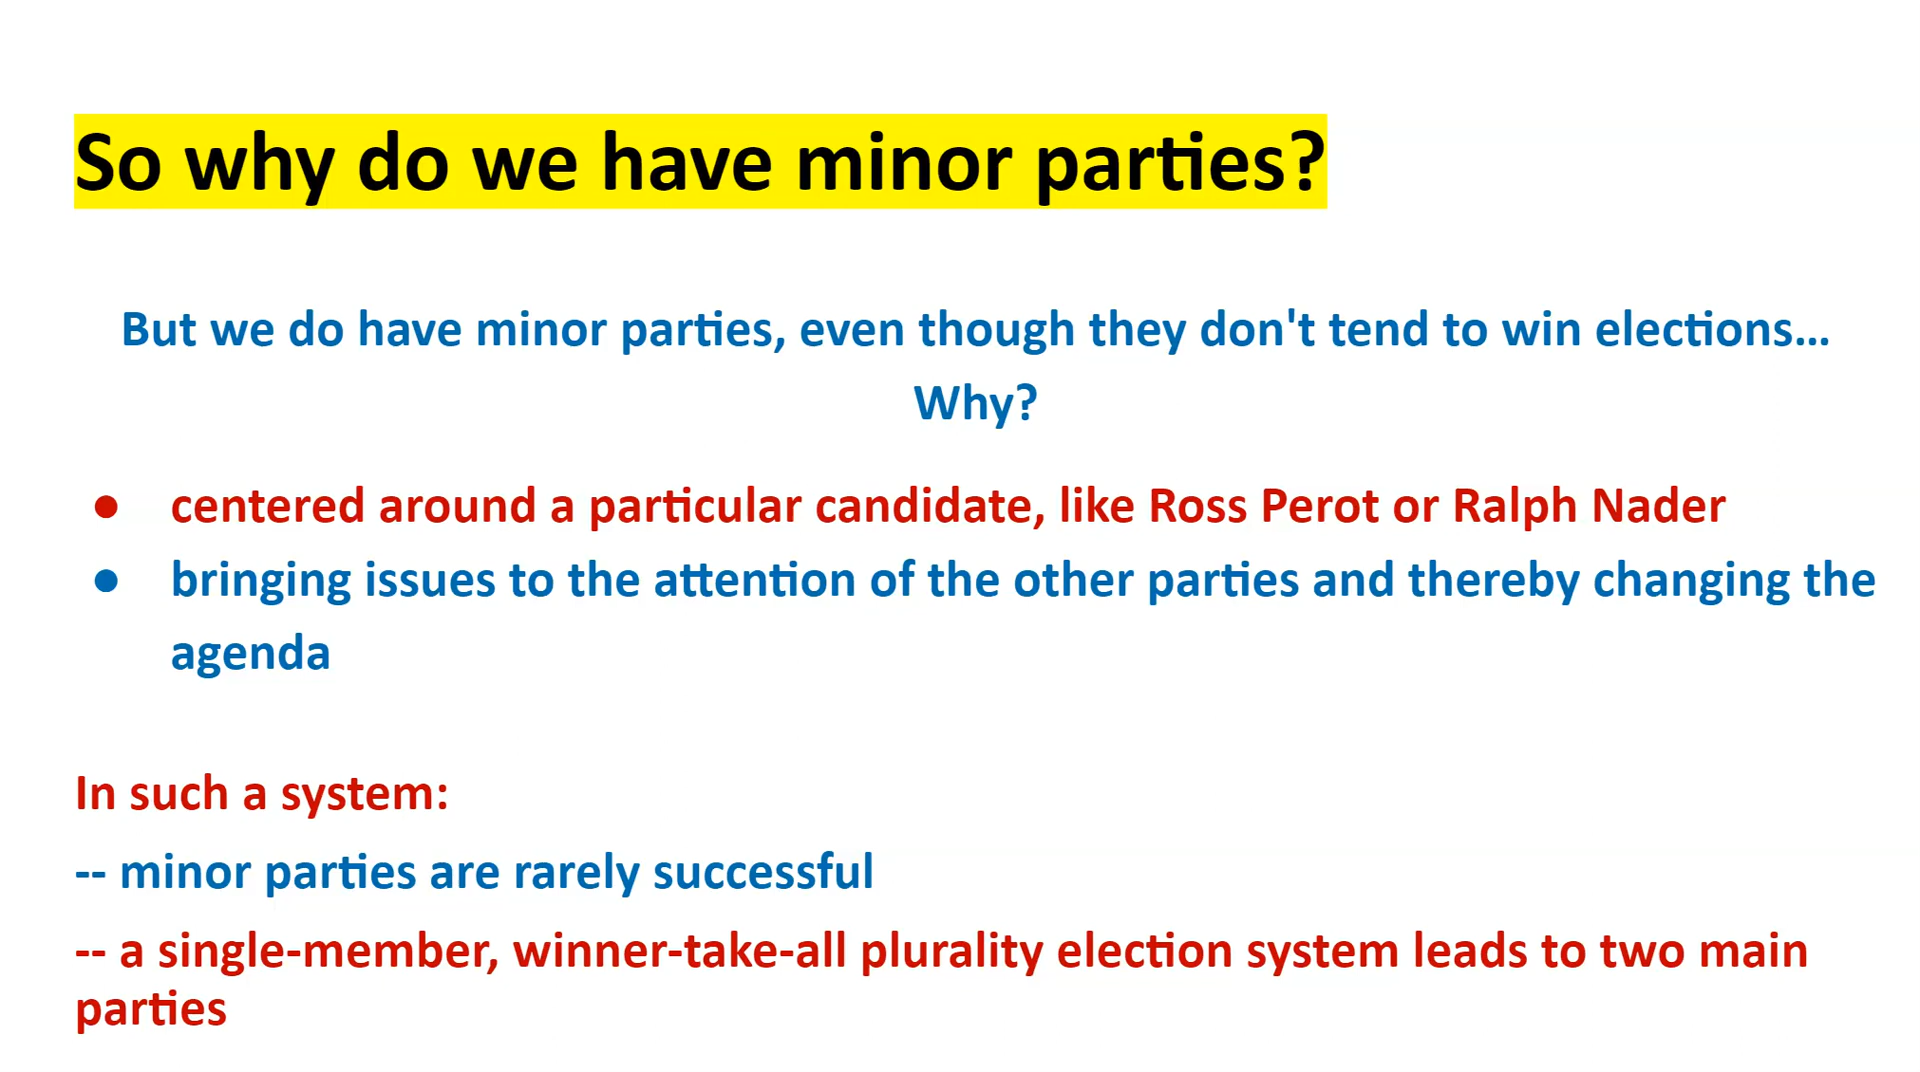 So why do we have minor parties?
But we do have minor parties, even though they don't tend to win elections...
Why?
● centered around a particular candidate, like Ross Perot or Ralph Nader
● bringing issues to the attention of the other parties and thereby changing the
agenda
In such a system:
-- minor parties are rarely successful
-- a single-member, winner-take-all plurality election system leads to two main
parties